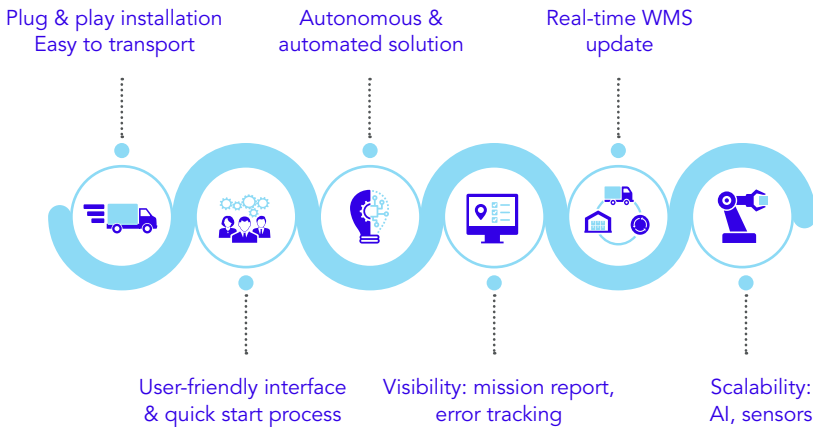 Plug & play installation
Easy to transport
Autonomous &
automated solution
Real-time WMS
update
User-friendly interface
& quick start process
Visibility: mission report,
error tracking
Scalability:
AI, sensors